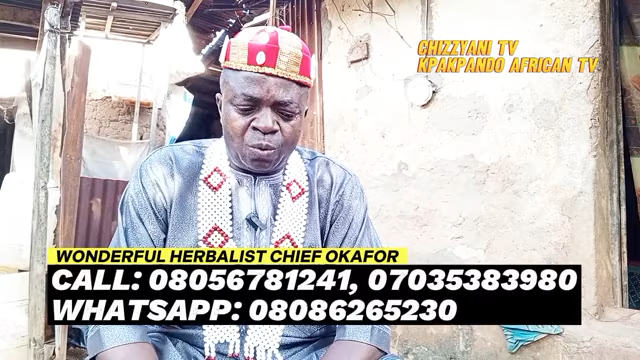 CHIZZYANI TV
KPAKPANDO AFRICAN TV
WONDERFUL HERBALIST CHIEF OKAFOR
CALL: 08056781241, 07035383980
WHATSAPP: 08086265230